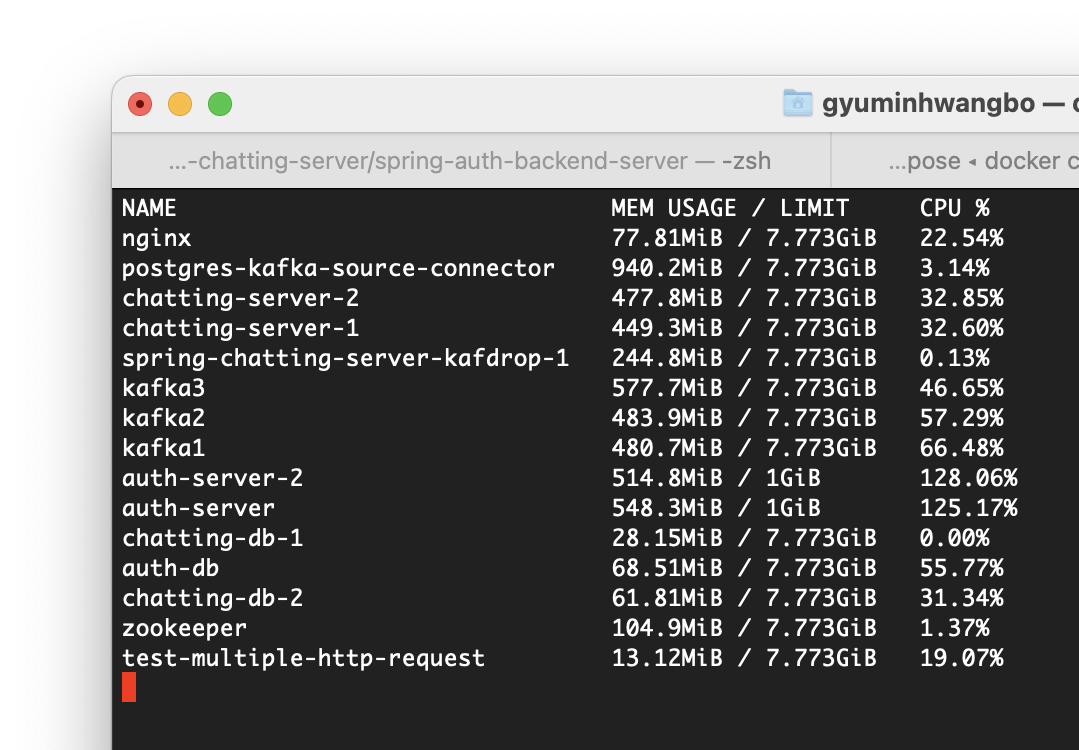 gyuminhwangbo —
...-chatting-server/spring-auth-backend-server — -zsh ...pose ◂ docker c
NAME MEM USAGE / LIMIT CPU %
nginx 77.81MiB / 7.773GiB 22.54%
postgres-kafka-source-connector 940.2MiB / 7.773GiB 3.14%
chatting-server-2 477.8MiB / 7.773GiB 32.85%
chatting-server-1 449.3MiB / 7.773GiB 32.60%
spring-chatting-server-kafdrop-1 244.8MiB / 7.773GiB 0.13%
kafka3 577.7MiB / 7.773GiB 46.65%
kafka2 483.9MiB / 7.773GiB 57.29%
kafka1 480.7MiB / 7.773GiB 66.48%
auth-server-2 514.8MiB / 1GiB 128.06%
auth-server 548.3MiB / 1GiB 125.17%
chatting-db-1 28.15MiB / 7.773GiB 0.00%
auth-db 68.51MiB / 7.773GiB 55.77%
chatting-db-2 61.81MiB / 7.773GiB 31.34%
zookeeper 104.9MiB / 7.773GiB 1.37%
test-multiple-http-request 13.12MiB / 7.773GiB 19.07%